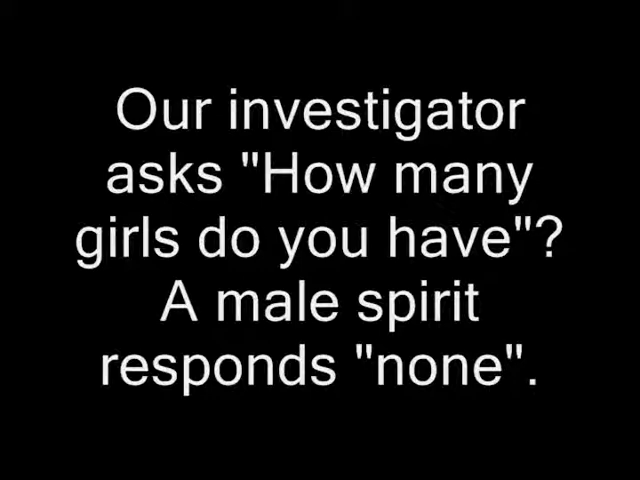 Our investigator
asks "How many
girls do you have"?
A male spirit
responds "none".